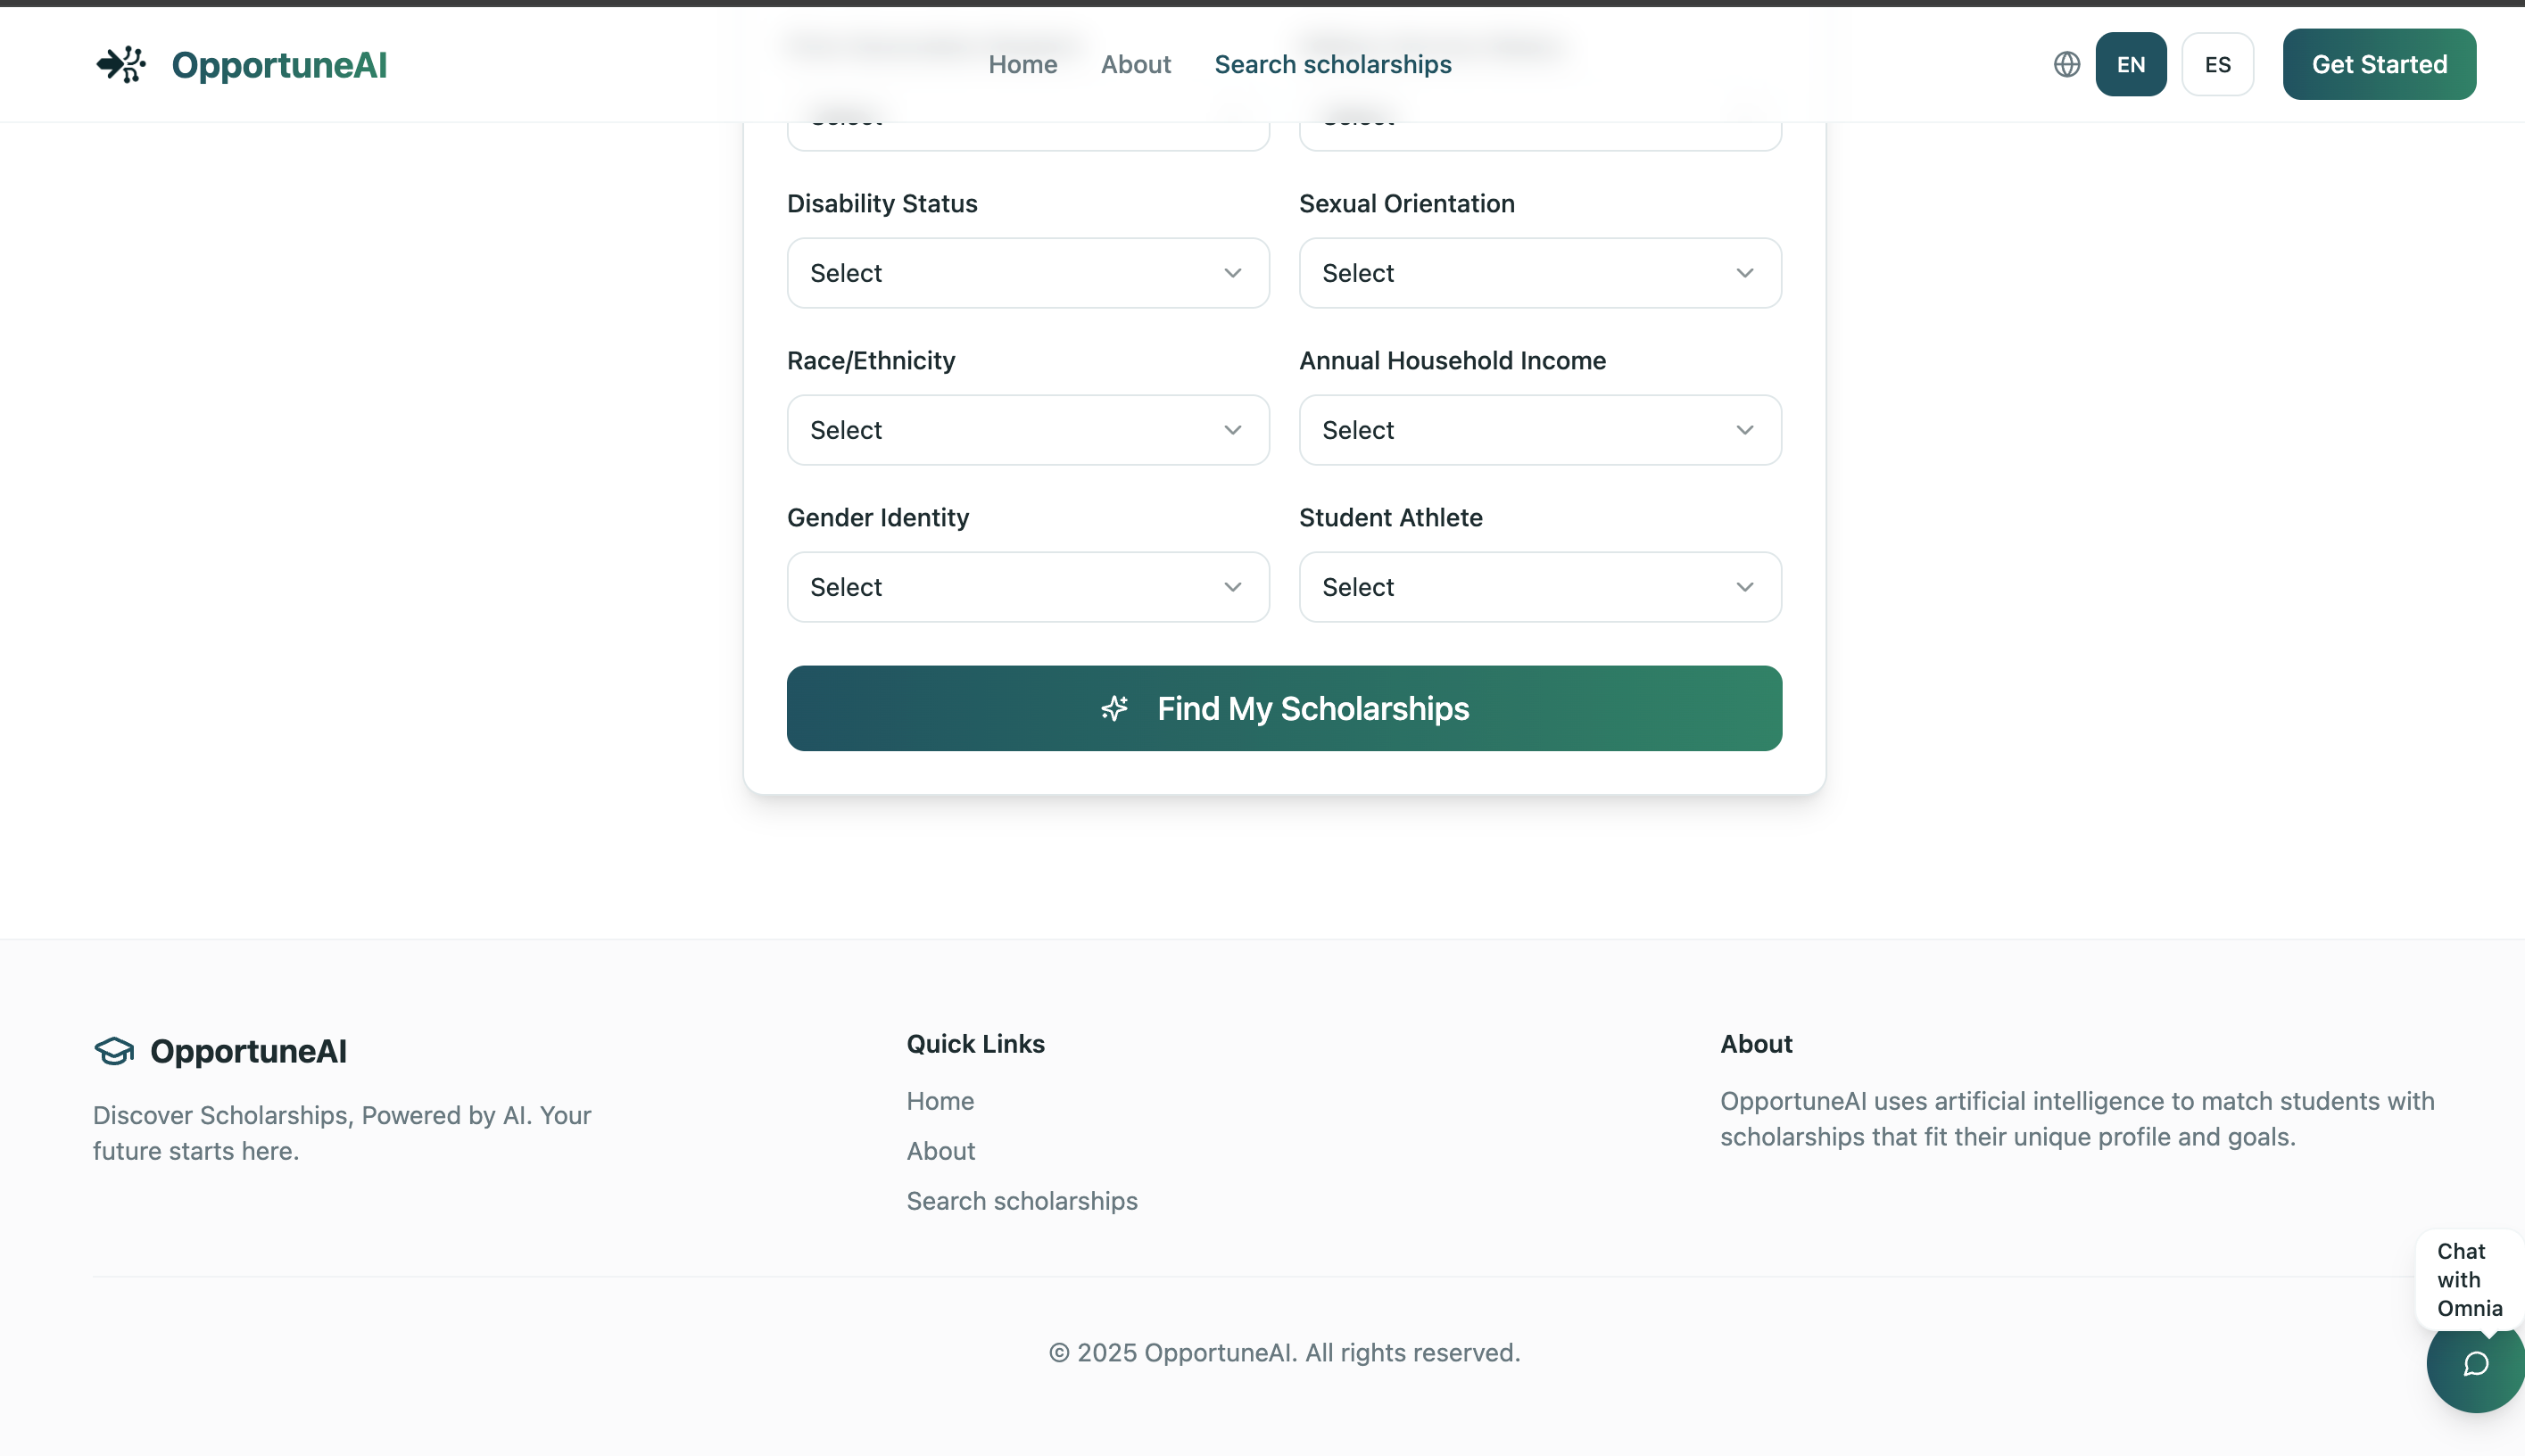 OpportuneAI
Home
About
Search scholarships
EN
ES
Get Started
Disability Status
Sexual Orientation
Select
Select
Race/Ethnicity
Annual Household Income
Select
Select
Gender Identity
Student Athlete
Select
Select
Find My Scholarships
OpportuneAI
Discover Scholarships, Powered by AI. Your
future starts here.
Quick Links
Home
About
Search scholarships
About
OpportuneAI uses artificial intelligence to match students with
scholarships that fit their unique profile and goals.
Chat
with
Omnia
© 2025 OpportuneAI. All rights reserved.